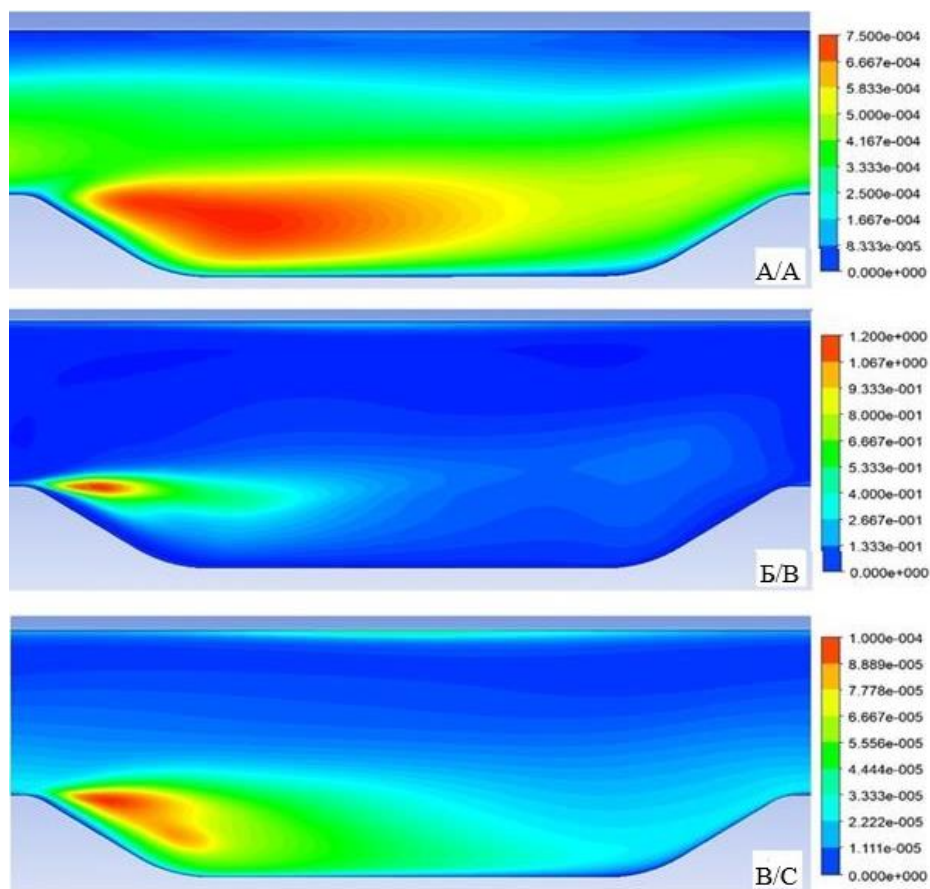 7.500e-004
6.667e-004
5.833e-004
5.000e-004
4.167e-004
3.333e-004
2.500e-004
1.667e-004
8.333e-005
0.000e+000
А/A
1.200e+000
1.067e+000
9.333e-001
8.000e-001
6.667e-001
5.333e-001
4.000e-001
2.667e-001
1.333e-001
0.000e+000
Б/B
1.000e-004
8.889e-005
7.778e-005
6.667e-005
5.556e-005
4.444e-005
3.333e-005
2.222e-005
1.111e-005
0.000e+000
В/C